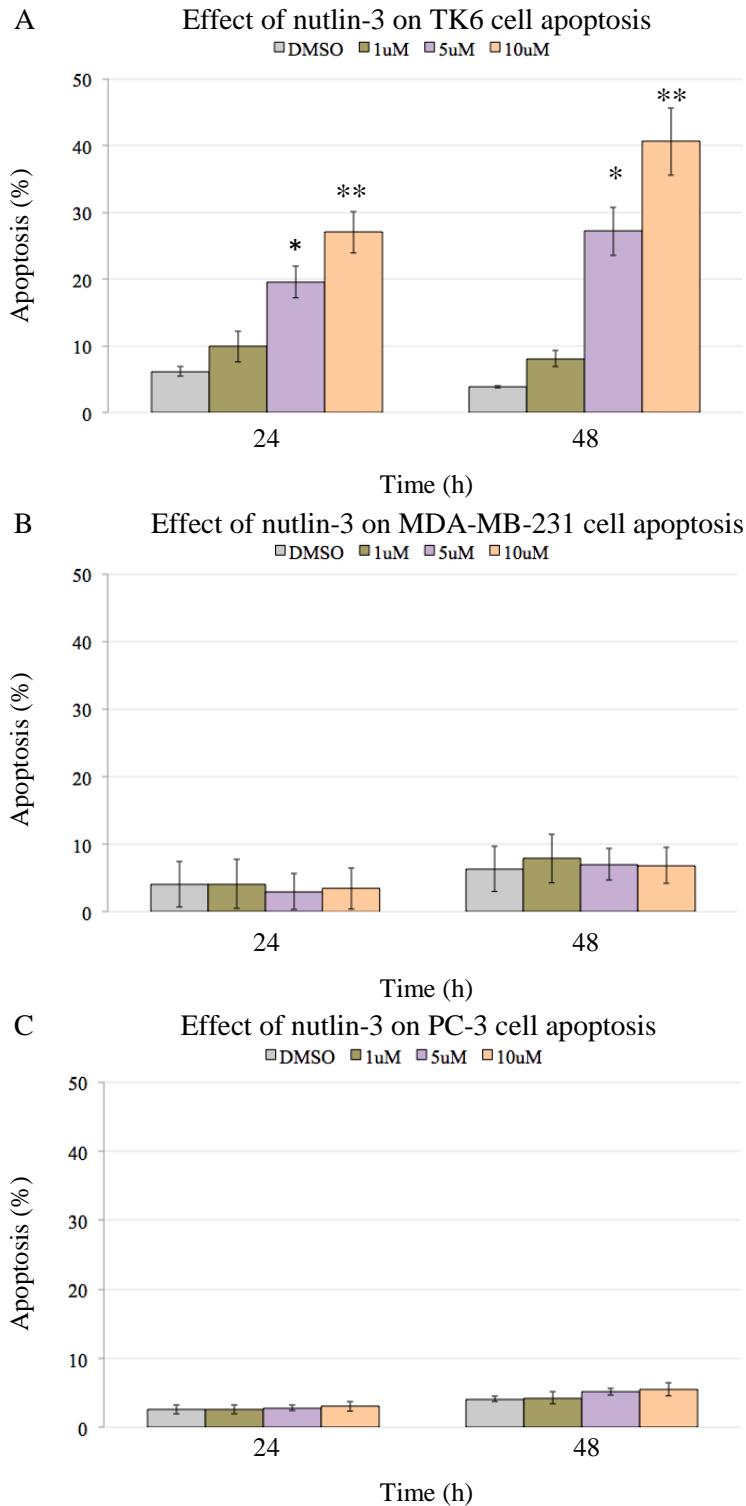 A
Effect of nutlin-3 on TK6 cell apoptosis
DMSO 1uM 5uM 10uM
50
40
30
20
10
0
Apoptosis (%)
*
**
*
**
24 48
Time (h)
B
Effect of nutlin-3 on MDA-MB-231 cell apoptosis
DMSO 1uM 5uM 10uM
50
40
30
20
10
0
Apoptosis (%)
24 48
Time (h)
C
Effect of nutlin-3 on PC-3 cell apoptosis
DMSO 1uM 5uM 10uM
50
40
30
20
10
0
Apoptosis (%)
24 48
Time (h)